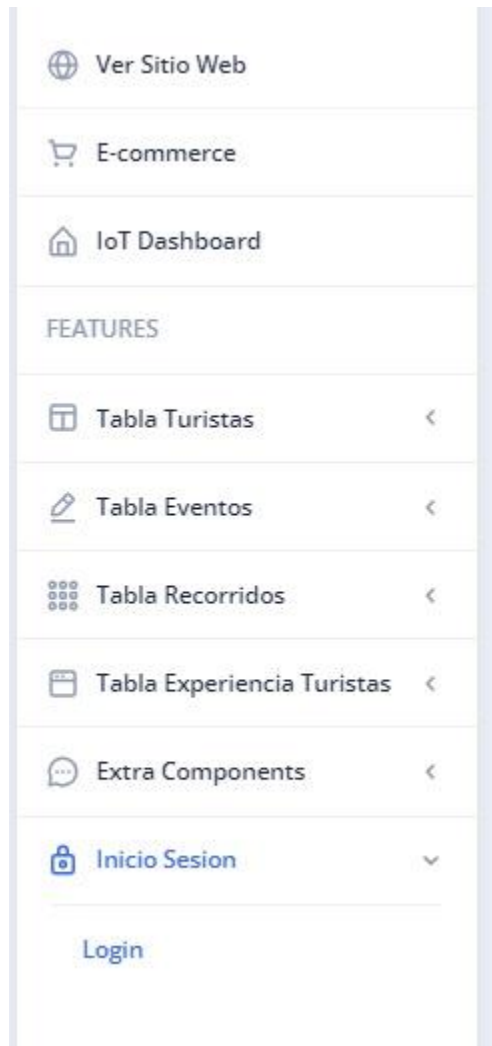 Ver Sitio Web
E-commerce
IoT Dashboard
FEATURES
Tabla Turistas
Tabla Eventos
Tabla Recorridos
Tabla Experiencia Turistas
Extra Components
Inicio Sesion
Login